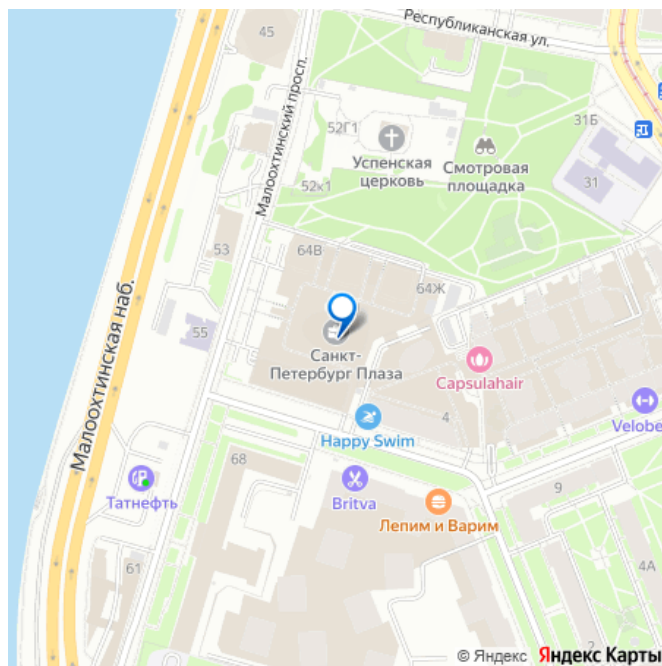 Республиканская ул.
45
Малоохтинский просп.
52Г1
Успенская
церковь
Смотровая
площадка
31Б
31
52к1
53
64В
64Ж
55
Санкт-
Петербург Плаза
Capsulahair
Малоохтинская наб.
4
Happy Swim
Velobe
68
Татнефть
Britva
Лепим и Варим
9
61
4А
2
© Яндекс Яндекс Карты